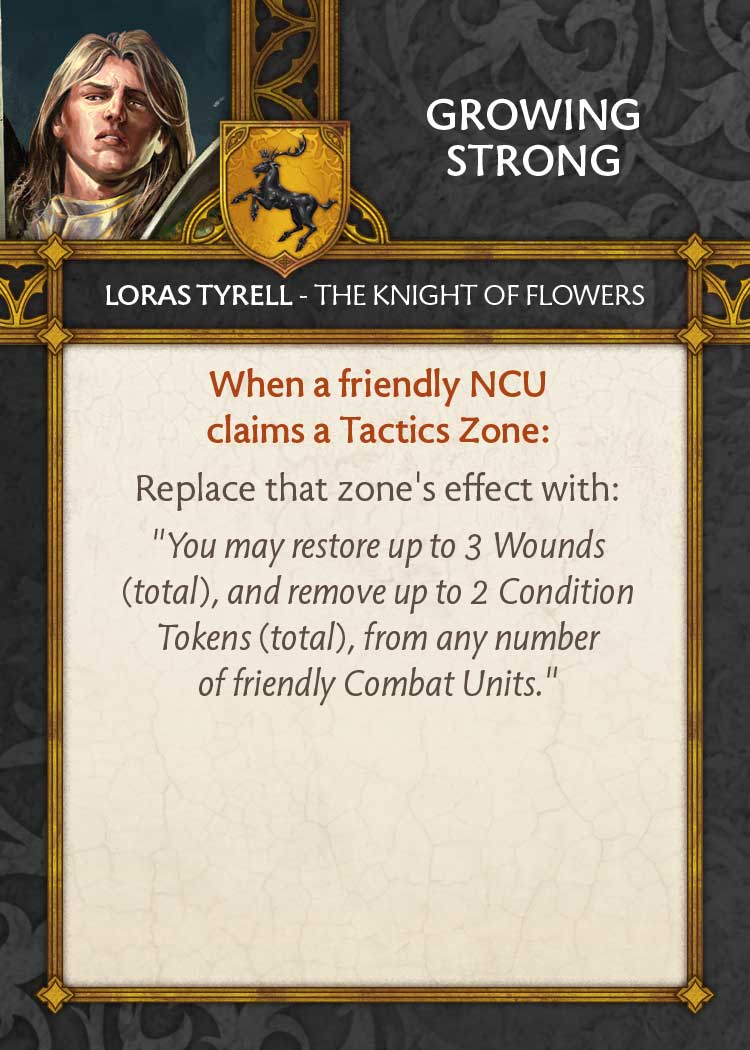 GROWING
STRONG
LORAS TYRELL - THE KNIGHT OF FLOWERS
When a friendly NCU
claims a Tactics Zone:
Replace that zone's effect with:
"You may restore up to 3 Wounds
(total), and remove up to 2 Condition
Tokens (total), from any number
of friendly Combat Units."